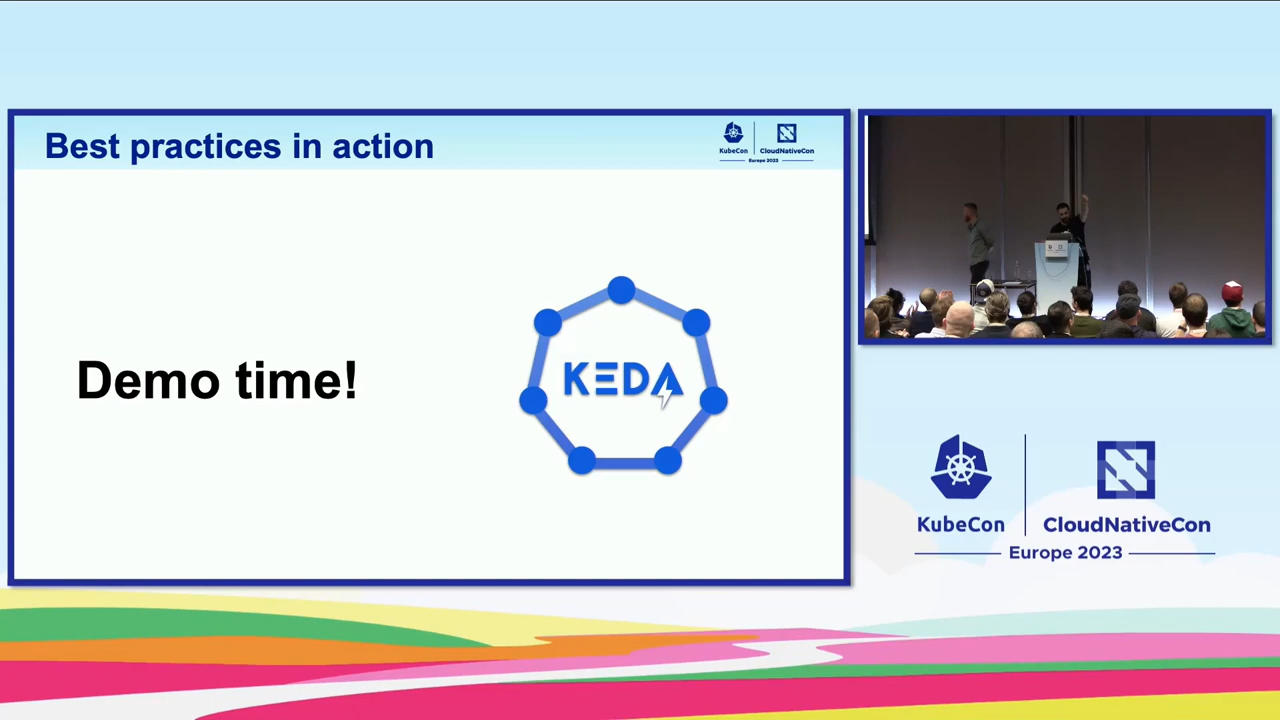 Best practices in action
KubeCon
CloudNativeCon
Europe 2023
Demo time!
KEDA
KubeCon
CloudNativeCon
Europe 2023